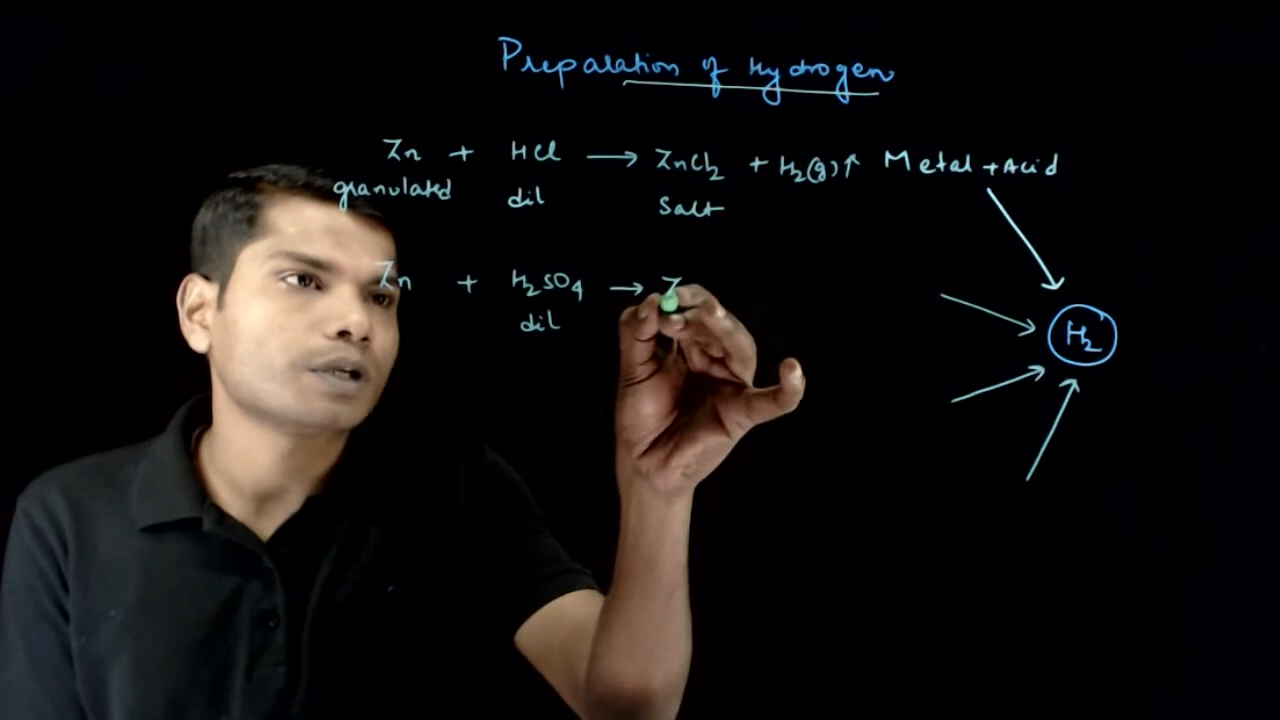 Preparation of Hydrogen
Zn + HCl → ZnCl₂ + H₂(g)↑ Metal + Acid
granulated dil Salt
Zn + H₂SO₄ → Z
dil
H₂